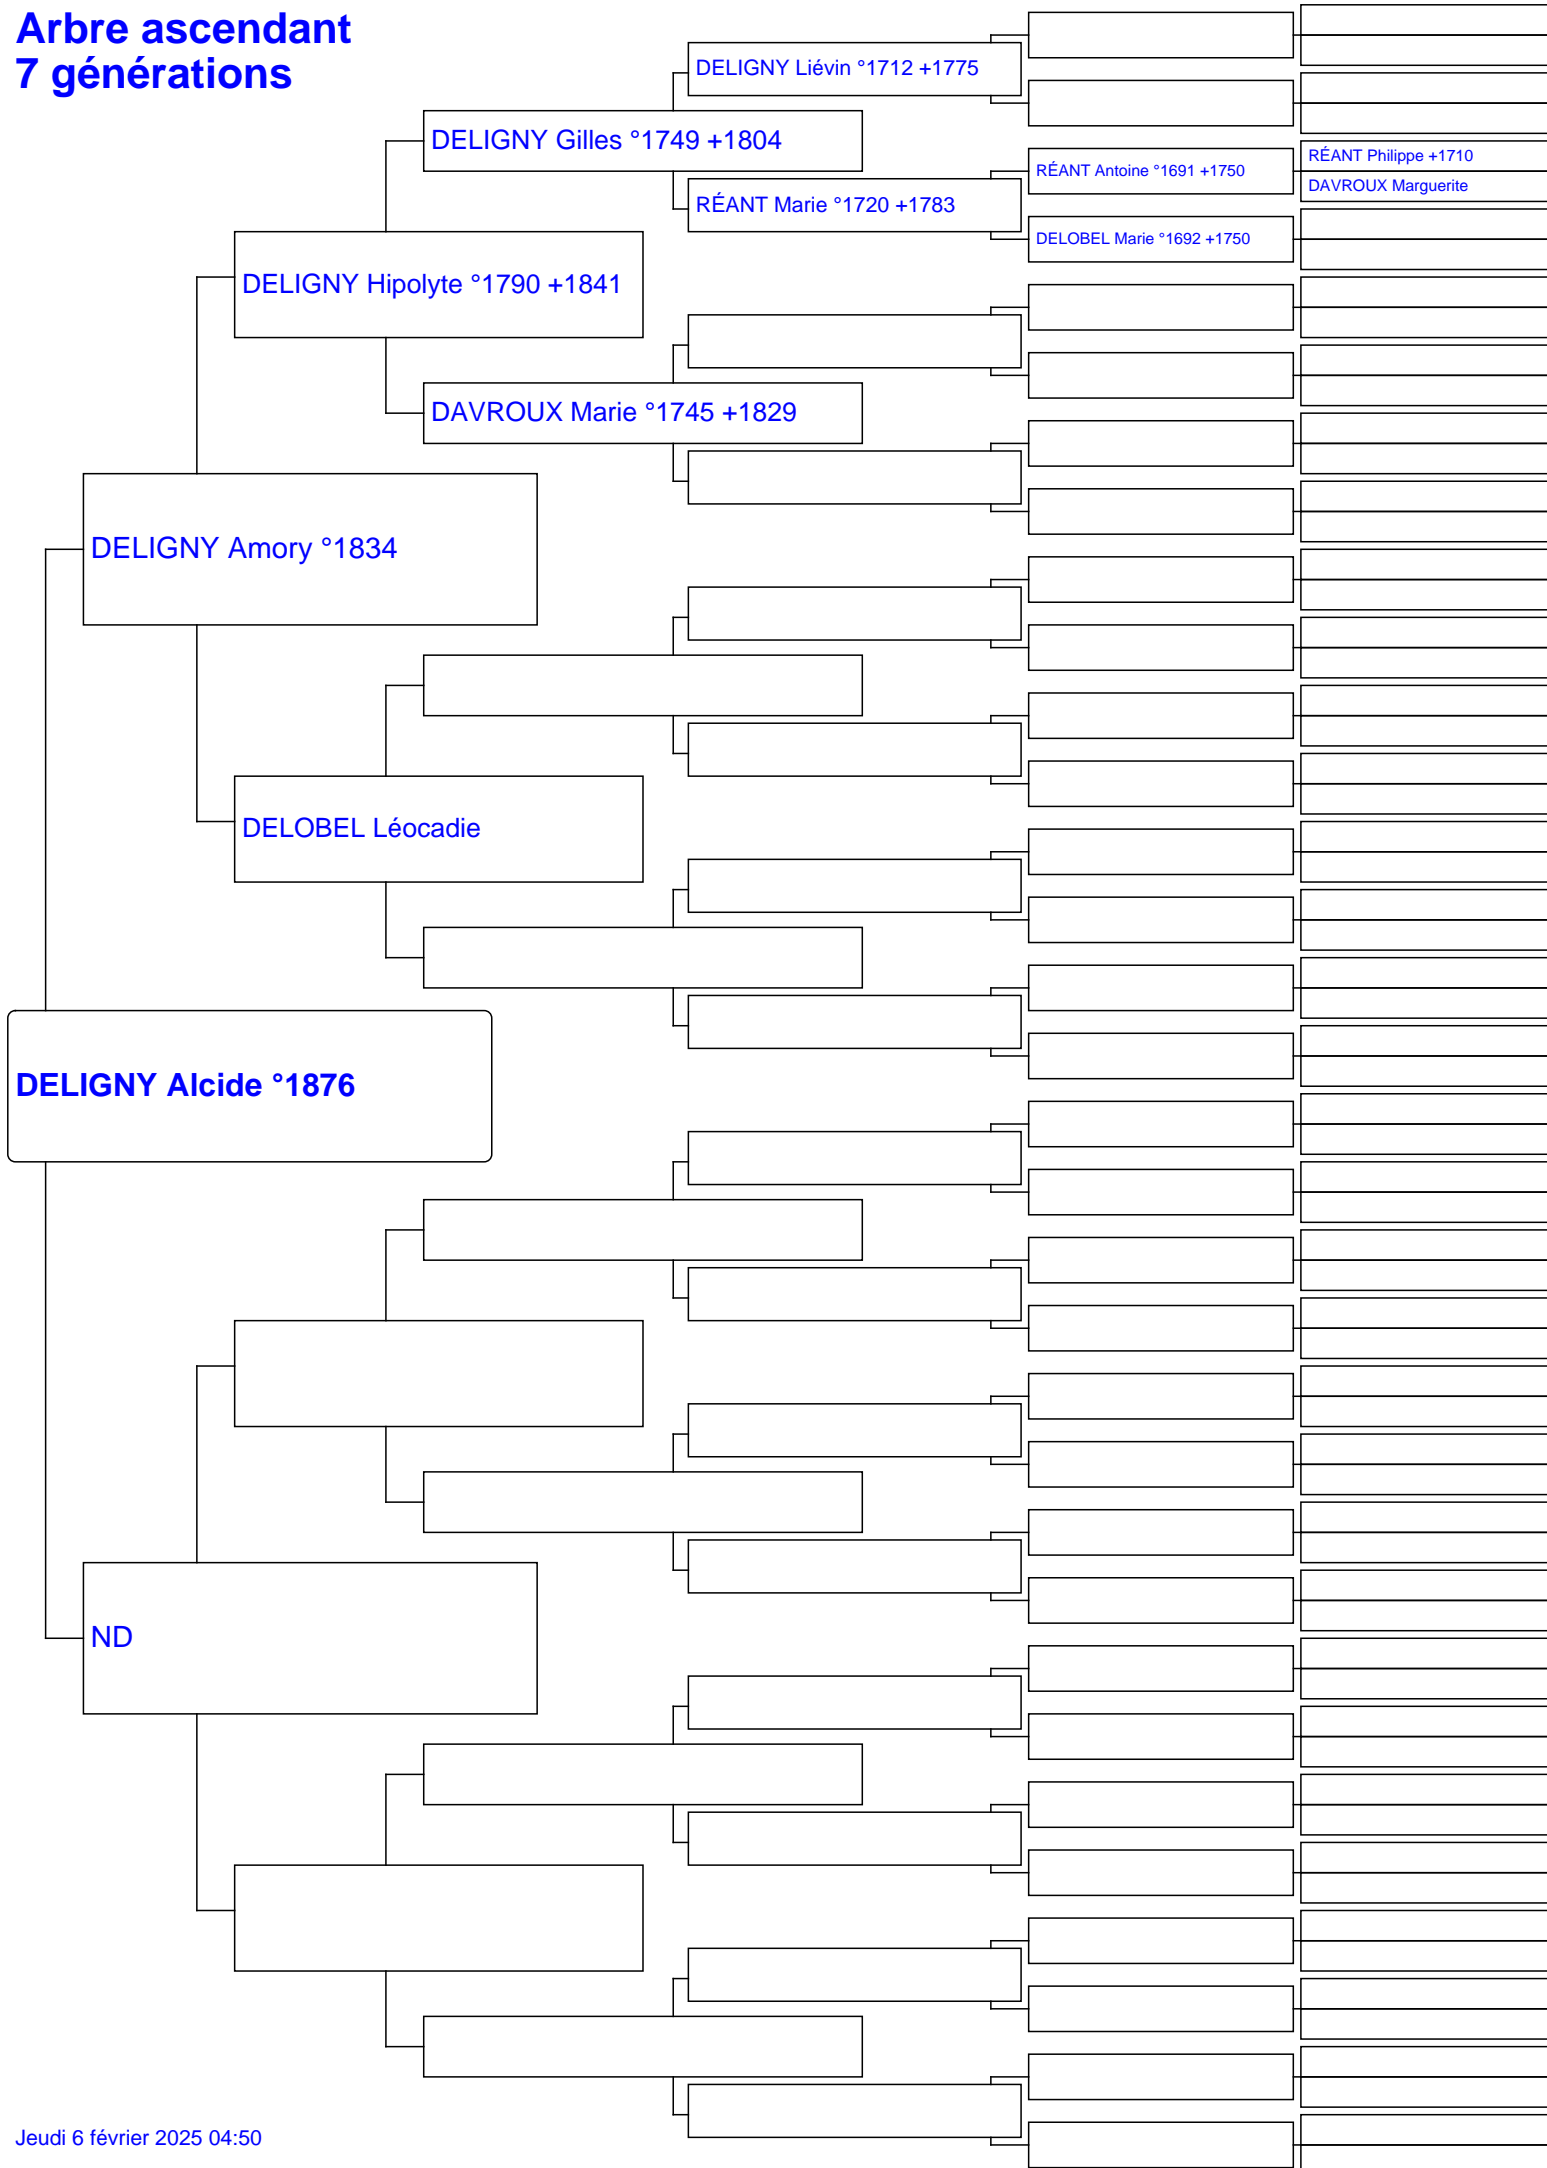 Arbre ascendant
7 générations
DELIGNY Liévin °1712 +1775
DELIGNY Gilles °1749 +1804
RÉANT Philippe +1710
RÉANT Antoine °1691 +1750
DAVROUX Marguerite
RÉANT Marie °1720 +1783
DELOBEL Marie °1692 +1750
DELIGNY Hipolyte °1790 +1841
DAVROUX Marie °1745 +1829
DELIGNY Amory °1834
DELOBEL Léocadie
DELIGNY Alcide °1876
ND
Jeudi 6 février 2025 04:50